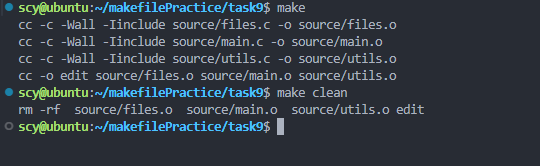 scy@ubuntu:~/makefilePractice/task9$ make
cc -c -Wall -Iinclude source/files.c -o source/files.o
cc -c -Wall -Iinclude source/main.c -o source/main.o
cc -c -Wall -Iinclude source/utils.c -o source/utils.o
cc -o edit source/files.o source/main.o source/utils.o
scy@ubuntu:~/makefilePractice/task9$ make clean
rm -rf  source/files.o  source/main.o  source/utils.o edit
scy@ubuntu:~/makefilePractice/task9$